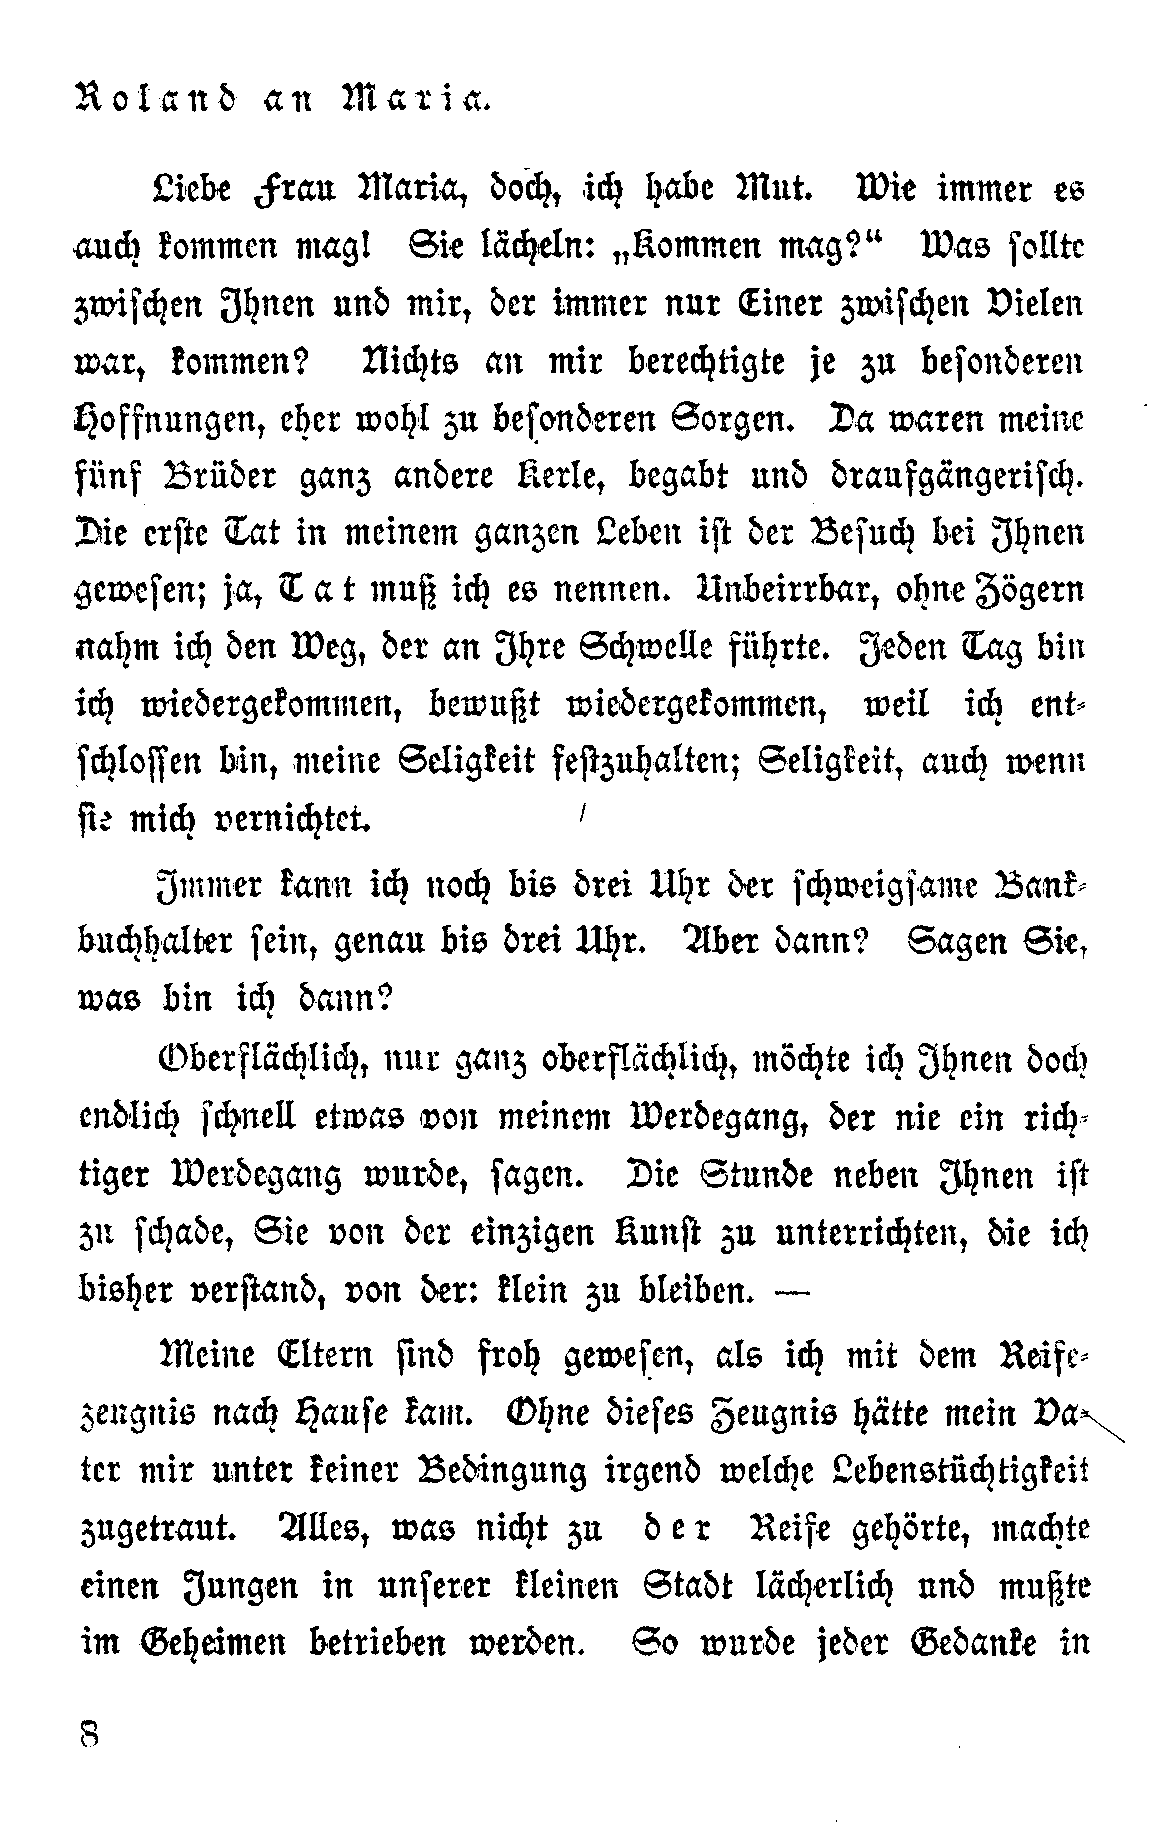 Roland an Maria.
Liebe Frau Maria, doch, ich habe Mut. Wie immer es
auch kommen mag! Sie lächeln: „Kommen mag?“ Was sollte
zwischen Ihnen und mir, der immer nur Einer zwischen Vielen
war, kommen? Nichts an mir berechtigte je zu besonderen
Hoffnungen, eher wohl zu besonderen Sorgen. Da waren meine
fünf Brüder ganz andere Kerle, begabt und draufgängerisch.
Die erste Tat in meinem ganzen Leben ist der Besuch bei Ihnen
gewesen; ja, Tat muß ich es nennen. Unbeirrbar, ohne Zögern
nahm ich den Weg, der an Ihre Schwelle führte. Jeden Tag bin
ich wiedergekommen, bewußt wiedergekommen, weil ich ent-
schlossen bin, meine Seligkeit festzuhalten; Seligkeit, auch wenn
sie mich vernichtet.
Immer kann ich noch bis drei Uhr der schweigsame Bank-
buchhalter sein, genau bis drei Uhr. Aber dann? Sagen Sie,
was bin ich dann?
Oberflächlich, nur ganz oberflächlich, möchte ich Ihnen doch
endlich schnell etwas von meinem Werdegang, der nie ein rich-
tiger Werdegang wurde, sagen. Die Stunde neben Ihnen ist
zu schade, Sie von der einzigen Kunst zu unterrichten, die ich
bisher verstand, von der: klein zu bleiben. —
Meine Eltern sind froh gewesen, als ich mit dem Reife-
zeugnis nach Hause kam. Ohne dieses Zeugnis hätte mein Va-
ter mir unter keiner Bedingung irgend welche Lebenstüchtigkeit
zugetraut. Alles, was nicht zu der Reife gehörte, machte
einen Jungen in unserer kleinen Stadt lächerlich und mußte
im Geheimen betrieben werden. So wurde jeder Gedanke in
8